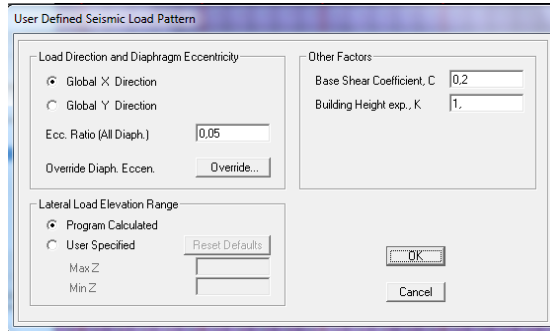 User Defined Seismic Load Pattern
Load Direction and Diaphragm Eccentricity
Global X Direction
Global Y Direction
Ecc. Ratio (All Diaph.) 0,05
Override Diaph. Eccen. Override...
Other Factors
Base Shear Coefficient, C 0,2
Building Height exp., K 1,
Lateral Load Elevation Range
Program Calculated
User Specified Reset Defaults
Max Z
Min Z
OK
Cancel